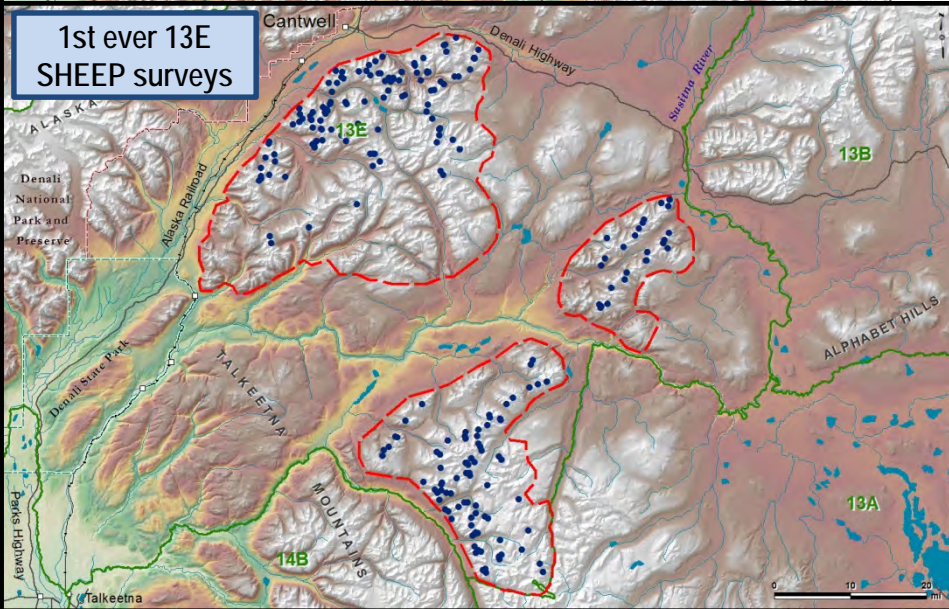 1st ever 13E
SHEEP surveys
Cantwell
Denali Highway
Susitna River
ALASKA
13E
13B
Denali
National
Park and
Preserve
Alaska Railroad
ALPHABET HILLS
Denali State Park
TALKEETNA
MOUNTAINS
13A
14B
Parks Highway
Talkeetna
0 10 20